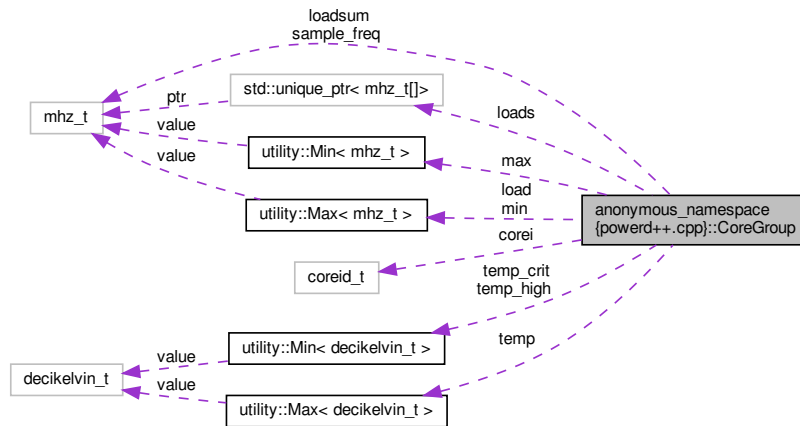 loadsum
sample_freq
std::unique_ptr< mhz_t[]>
ptr
loads
mhz_t
value
utility::Min< mhz_t >
max
value
load
min
utility::Max< mhz_t >
anonymous_namespace
{powerd++.cpp}::CoreGroup
corei
coreid_t
temp_crit
temp_high
utility::Min< decikelvin_t >
temp
value
decikelvin_t
value
utility::Max< decikelvin_t >